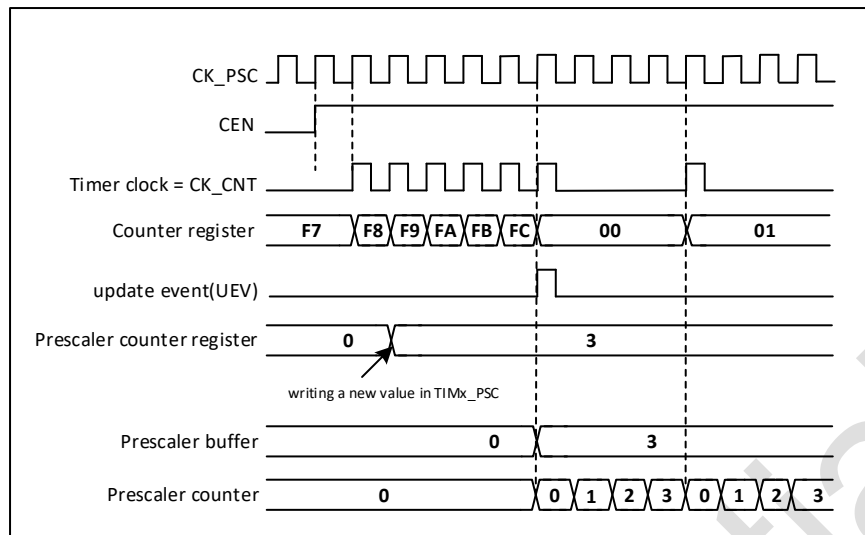 CK_PSC
CEN
Timer clock = CK_CNT
Counter register F7 F8 F9 FA FB FC 00 01
update event(UEV)
Prescaler counter register 0 3
writing a new value in TIMx_PSC
Prescaler buffer 0 3
Prescaler counter 0 0 1 2 3 0 1 2 3